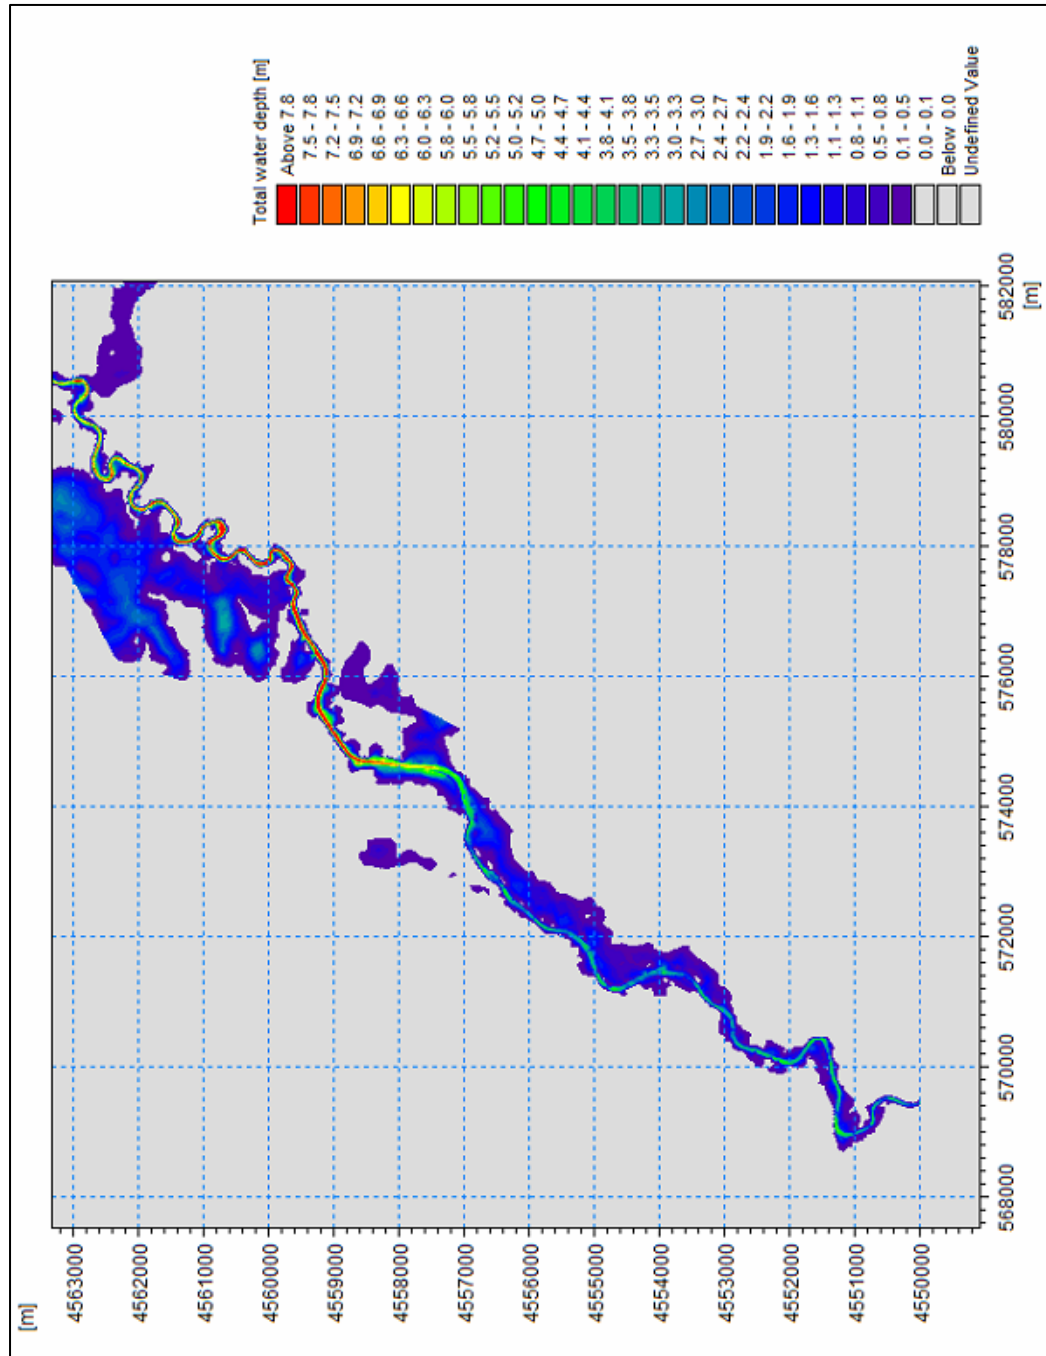 Total water depth [m]
Above 7.8
7.5 - 7.8
7.2 - 7.5
6.9 - 7.2
6.6 - 6.9
6.3 - 6.6
6.0 - 6.3
5.8 - 6.0
5.5 - 5.8
5.2 - 5.5
5.0 - 5.2
4.7 - 5.0
4.4 - 4.7
4.1 - 4.4
3.8 - 4.1
3.5 - 3.8
3.3 - 3.5
3.0 - 3.3
2.7 - 3.0
2.4 - 2.7
2.2 - 2.4
1.9 - 2.2
1.6 - 1.9
1.3 - 1.6
1.1 - 1.3
0.8 - 1.1
0.5 - 0.8
0.1 - 0.5
0.0 - 0.1
Below 0.0
Undefined Value
[m]
4563000
4562000
4561000
4560000
4559000
4558000
4557000
4556000
4555000
4554000
4553000
4552000
4551000
4550000
568000
570000
572000
574000
576000
578000
580000
582000
[m]